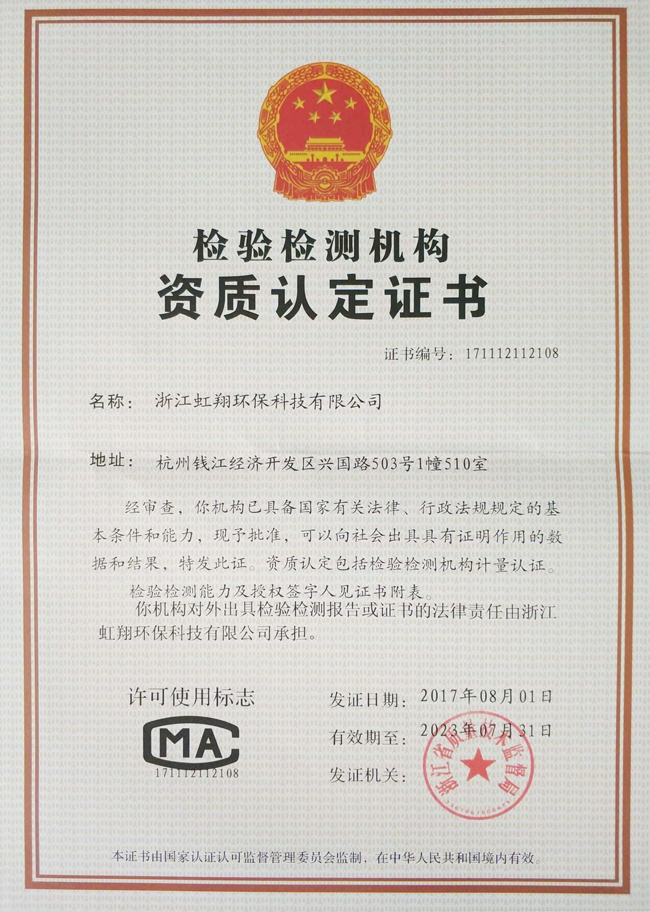 检验检测机构
资质认定证书
证书编号：171112112108
名称：浙江虹翔环保科技有限公司
地址：杭州钱江经济开发区兴国路503号1幢510室
经审查，你机构已具备国家有关法律、行政法规规定的基
本条件和能力，现予批准，可以向社会出具具有证明作用的数
据和结果，特发此证。资质认定包括检验检测机构计量认证。
检验检测能力及授权签字人见证书附表。
你机构对外出具检验检测报告或证书的法律责任由浙江
虹翔环保科技有限公司承担。
许可使用标志
MA
171112112108
发证日期：2017年08月01日
有效期至：2023年07月31日
发证机关：
浙江省质量技术监督局
本证书由国家认证认可监督管理委员会监制，在中华人民共和国境内有效。